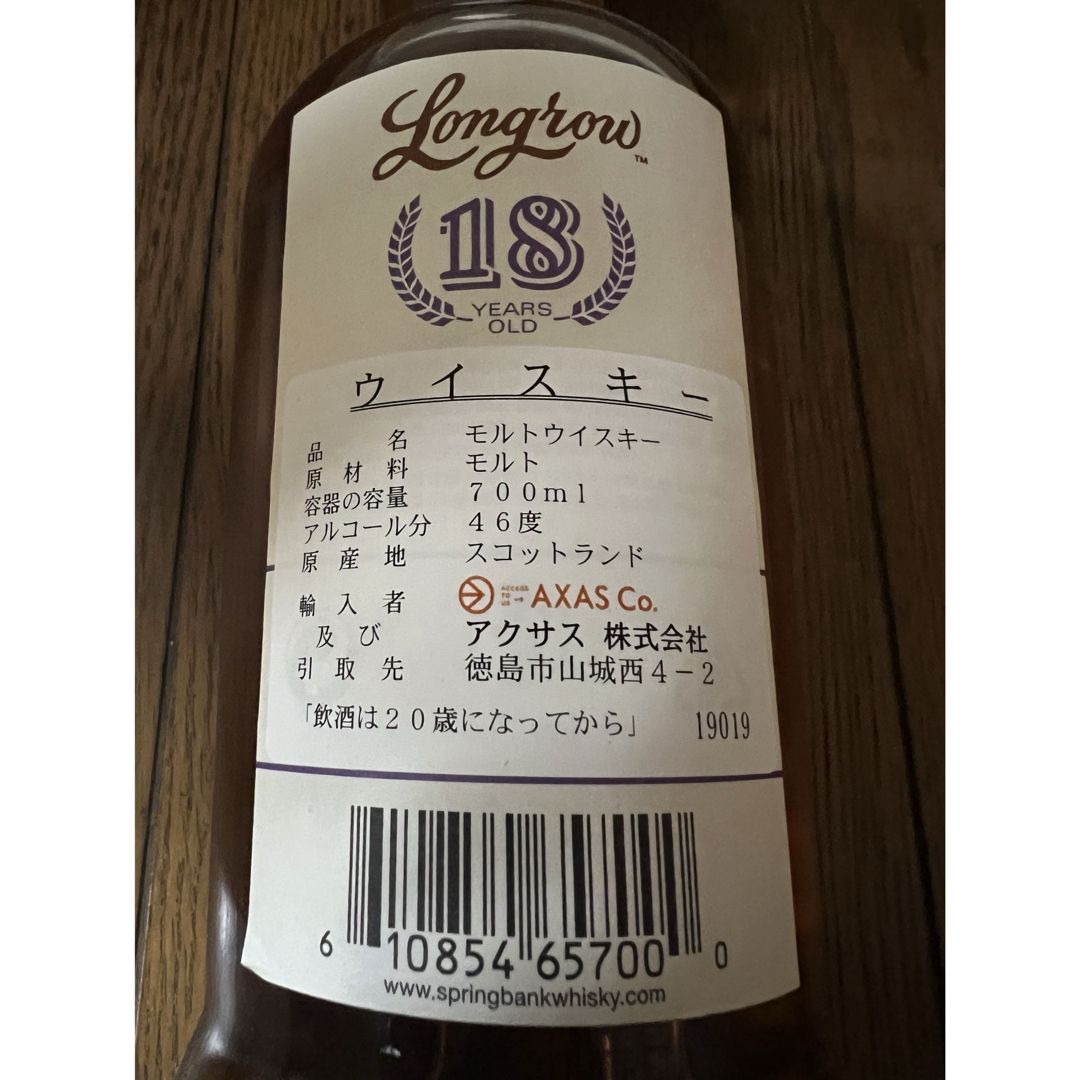 Longrow™
18
YEARS
OLD
ウイスキー
品名 モルトウイスキー
原材料 モルト
容器の容量 700ml
アルコール分 46度
原産地 スコットランド
輸入者 ACCESS TO US → AXAS Co.
及び アクサス 株式会社
引取先 徳島市山城西4−2
「飲酒は20歳になってから」 19019
6 10854 65700 0
www.springbankwhisky.com